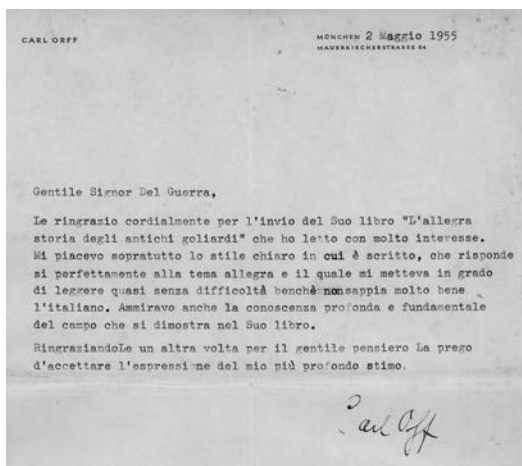 CARL ORFF
MÜNCHEN 2 Maggio 1955
MAUERKIRCHERSTRASSE 54
Gentile Signor Del Guerra,
Le ringrazio cordialmente per l'invio del Suo libro "L'allegra
storia degli antichi goliardi" che ho letto con molto interesse.
Mi piacevo sopratutto lo stile chiaro in cui è scritto, che risponde
si perfettamente alla tema allegra e il quale mi metteva in grado
di leggere quasi senza difficoltà benchè non sappia molto bene
l'italiano. Ammiravo anche la conoscenza profonda e fundamentale
del campo che si dimostra nel Suo libro.
RingraziandoLe un altra volta per il gentile pensiero La prego
d'accettare l'espressione del mio più profondo stimo.
Carl Orff